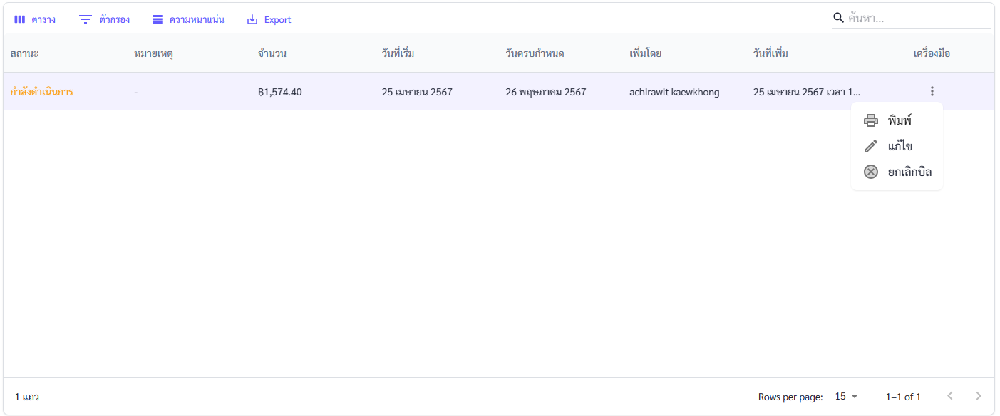 ตาราง ตัวกรอง ความหนาแน่น Export ค้นหา...
สถานะ หมายเหตุ จำนวน วันที่เริ่ม วันครบกำหนด เพิ่มโดย วันที่เพิ่ม เครื่องมือ
กำลังดำเนินการ - ฿1,574.40 25 เมษายน 2567 26 พฤษภาคม 2567 achirawit kaewkhong 25 เมษายน 2567 เวลา 1...
พิมพ์
แก้ไข
ยกเลิกบิล
1 แถว Rows per page: 15 1–1 of 1